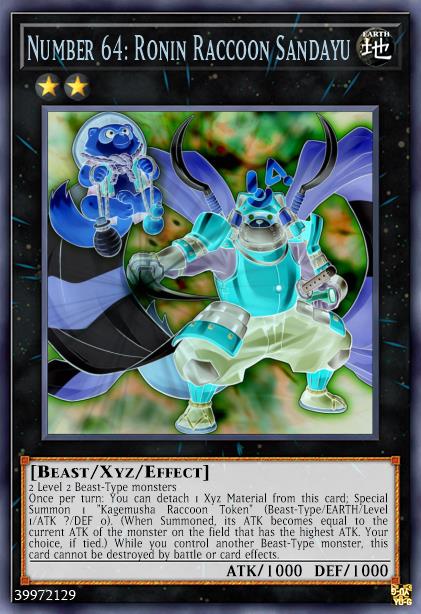 Number 64: Ronin Raccoon Sandayu
EARTH
地
64
[Beast/Xyz/Effect]
2 Level 2 Beast-Type monsters
Once per turn: You can detach 1 Xyz Material from this card; Special
Summon 1 "Kagemusha Raccoon Token" (Beast-Type/EARTH/Level
1/ATK ?/DEF 0). (When Summoned, its ATK becomes equal to the
current ATK of the monster on the field that has the highest ATK. Your
choice, if tied.) While you control another Beast-Type monster, this
card cannot be destroyed by battle or card effects.
ATK/1000 DEF/1000
39972129